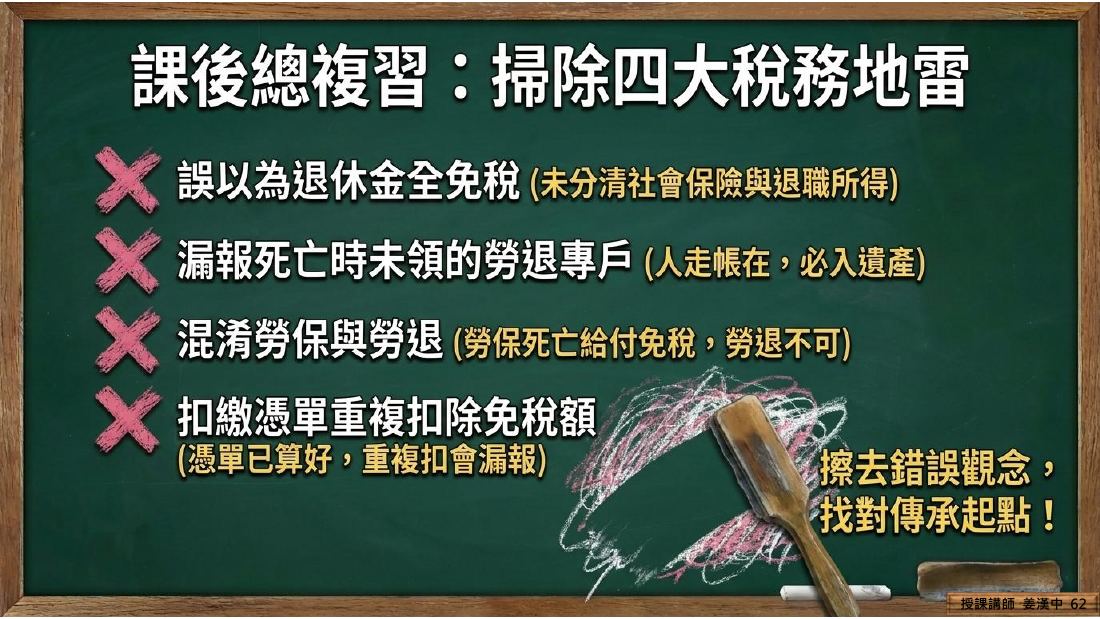 課後總複習：掃除四大稅務地雷
誤以為退休金全免稅 (未分清社會保險與退職所得)
漏報死亡時未領的勞退專戶 (人走帳在，必入遺產)
混淆勞保與勞退 (勞保死亡給付免稅，勞退不可)
扣繳憑單重複扣除免稅額
(憑單已算好，重複扣會漏報)
擦去錯誤觀念，
找對傳承起點！
授課講師 姜漢中 62